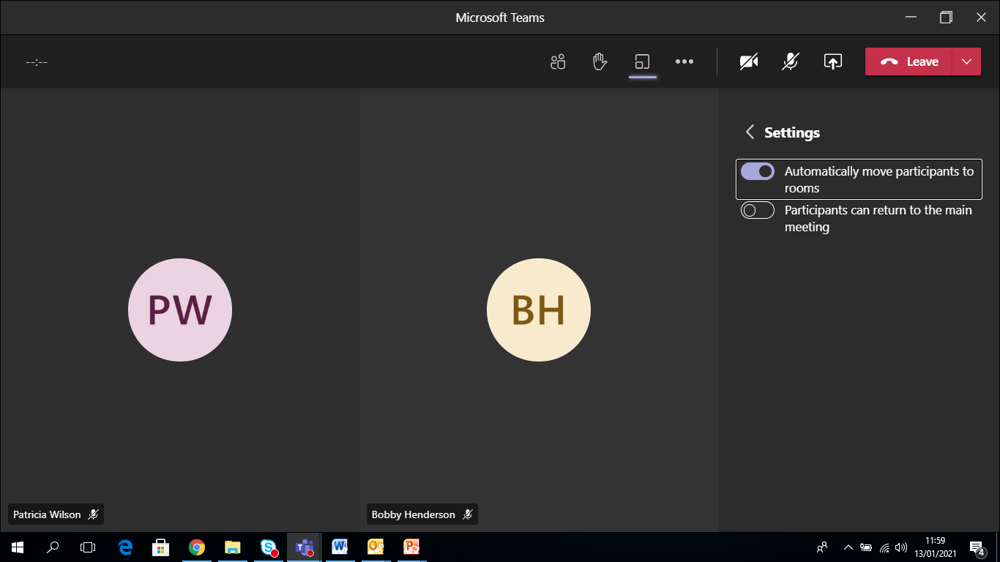 Microsoft Teams
--:--
Leave
Settings
Automatically move participants to
rooms
Participants can return to the main
meeting
PW
BH
Patricia Wilson
Bobby Henderson
11:59
13/01/2021
4